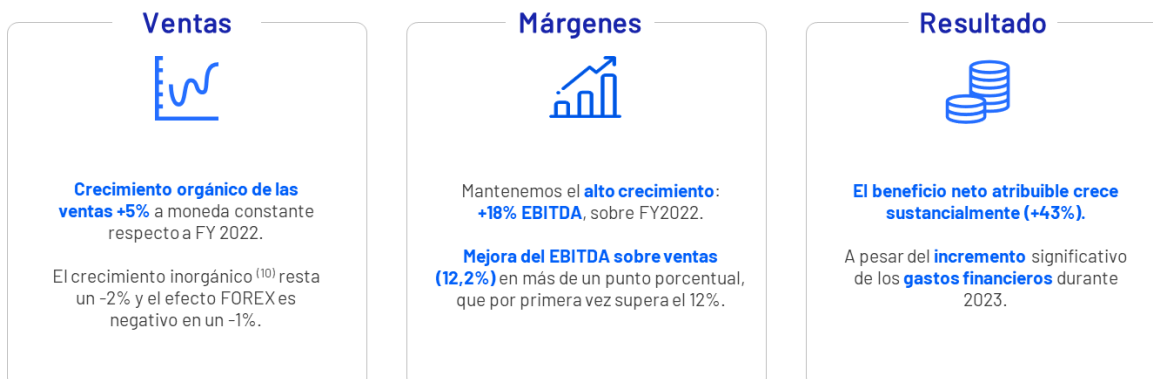 Ventas
Crecimiento orgánico de las
ventas +5% a moneda constante
respecto a FY 2022.
El crecimiento inorgánico (10) resta
un -2% y el efecto FOREX es
negativo en un -1%.
Márgenes
Mantenemos el alto crecimiento:
+18% EBITDA, sobre FY2022.
Mejora del EBITDA sobre ventas
(12,2%) en más de un punto porcentual,
que por primera vez supera el 12%.
Resultado
El beneficio neto atribuible crece
sustancialmente (+43%).
A pesar del incremento significativo
de los gastos financieros durante
2023.